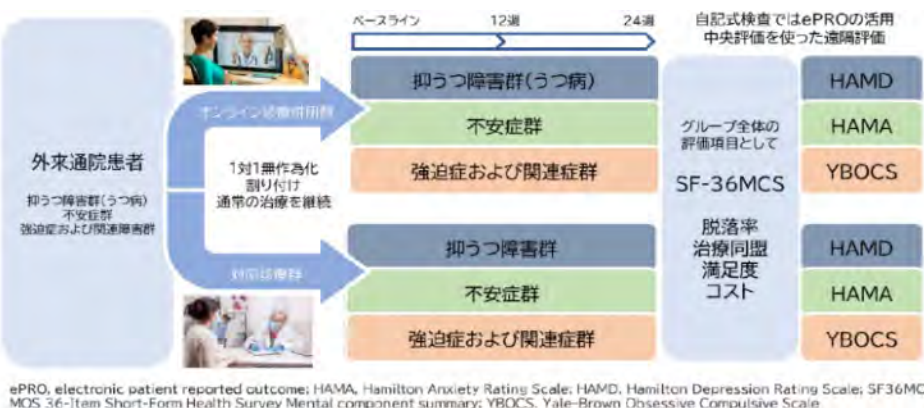 ベースライン
12週
24週
自記式検査ではePROの活用
中央評価を使った遠隔評価
外来通院患者
抑うつ障害群(うつ病)
不安症群
強迫症および関連障害群
オンライン診療併用群
1対1無作為化
割り付け
通常の治療を継続
対面診療群
抑うつ障害群(うつ病)
不安症群
強迫症および関連症群
抑うつ障害群
不安症群
強迫症および関連症群
グループ全体の
評価項目として
SF-36MCS
脱落率
治療同盟
満足度
コスト
HAMD
HAMA
YBOCS
HAMD
HAMA
YBOCS
ePRO, electronic patient reported outcome; HAMA, Hamilton Anxiety Rating Scale; HAMD, Hamilton Depression Rating Scale; SF36MC
MOS 36-Item Short-Form Health Survey Mental component summary; YBOCS, Yale-Brown Obsessive Compulsive Scale